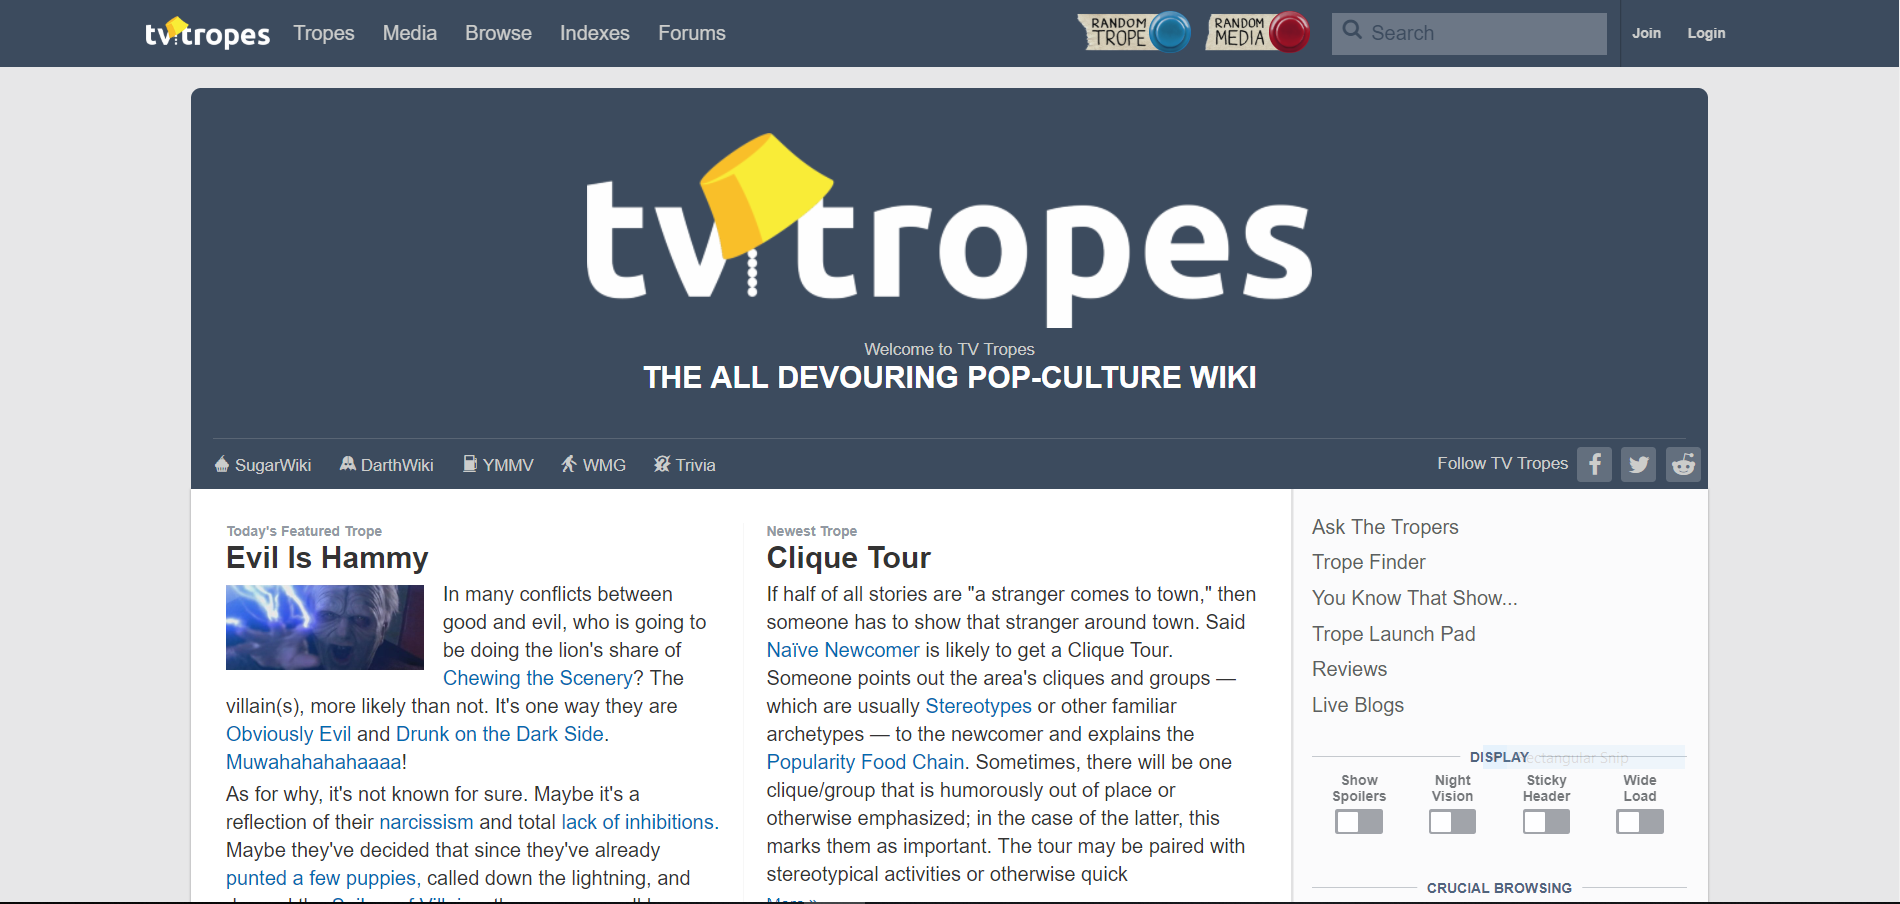 tvtropes Tropes Media Browse Indexes Forums RANDOM TROPE RANDOM MEDIA Search Join Login
tvtropes
Welcome to TV Tropes
THE ALL DEVOURING POP-CULTURE WIKI
SugarWiki DarthWiki YMMV WMG Trivia Follow TV Tropes
Today's Featured Trope
Evil Is Hammy
In many conflicts between
good and evil, who is going to
be doing the lion's share of
Chewing the Scenery? The
villain(s), more likely than not. It's one way they are
Obviously Evil and Drunk on the Dark Side.
Muwahahahahaaaa!
As for why, it's not known for sure. Maybe it's a
reflection of their narcissism and total lack of inhibitions.
Maybe they've decided that since they've already
punted a few puppies, called down the lightning, and
Newest Trope
Clique Tour
If half of all stories are "a stranger comes to town," then
someone has to show that stranger around town. Said
Naïve Newcomer is likely to get a Clique Tour.
Someone points out the area's cliques and groups —
which are usually Stereotypes or other familiar
archetypes — to the newcomer and explains the
Popularity Food Chain. Sometimes, there will be one
clique/group that is humorously out of place or
otherwise emphasized; in the case of the latter, this
marks them as important. The tour may be paired with
stereotypical activities or otherwise quick
Ask The Tropers
Trope Finder
You Know That Show...
Trope Launch Pad
Reviews
Live Blogs
DISPLAY
Show Spoilers
Night Vision
Sticky Header
Wide Load
CRUCIAL BROWSING